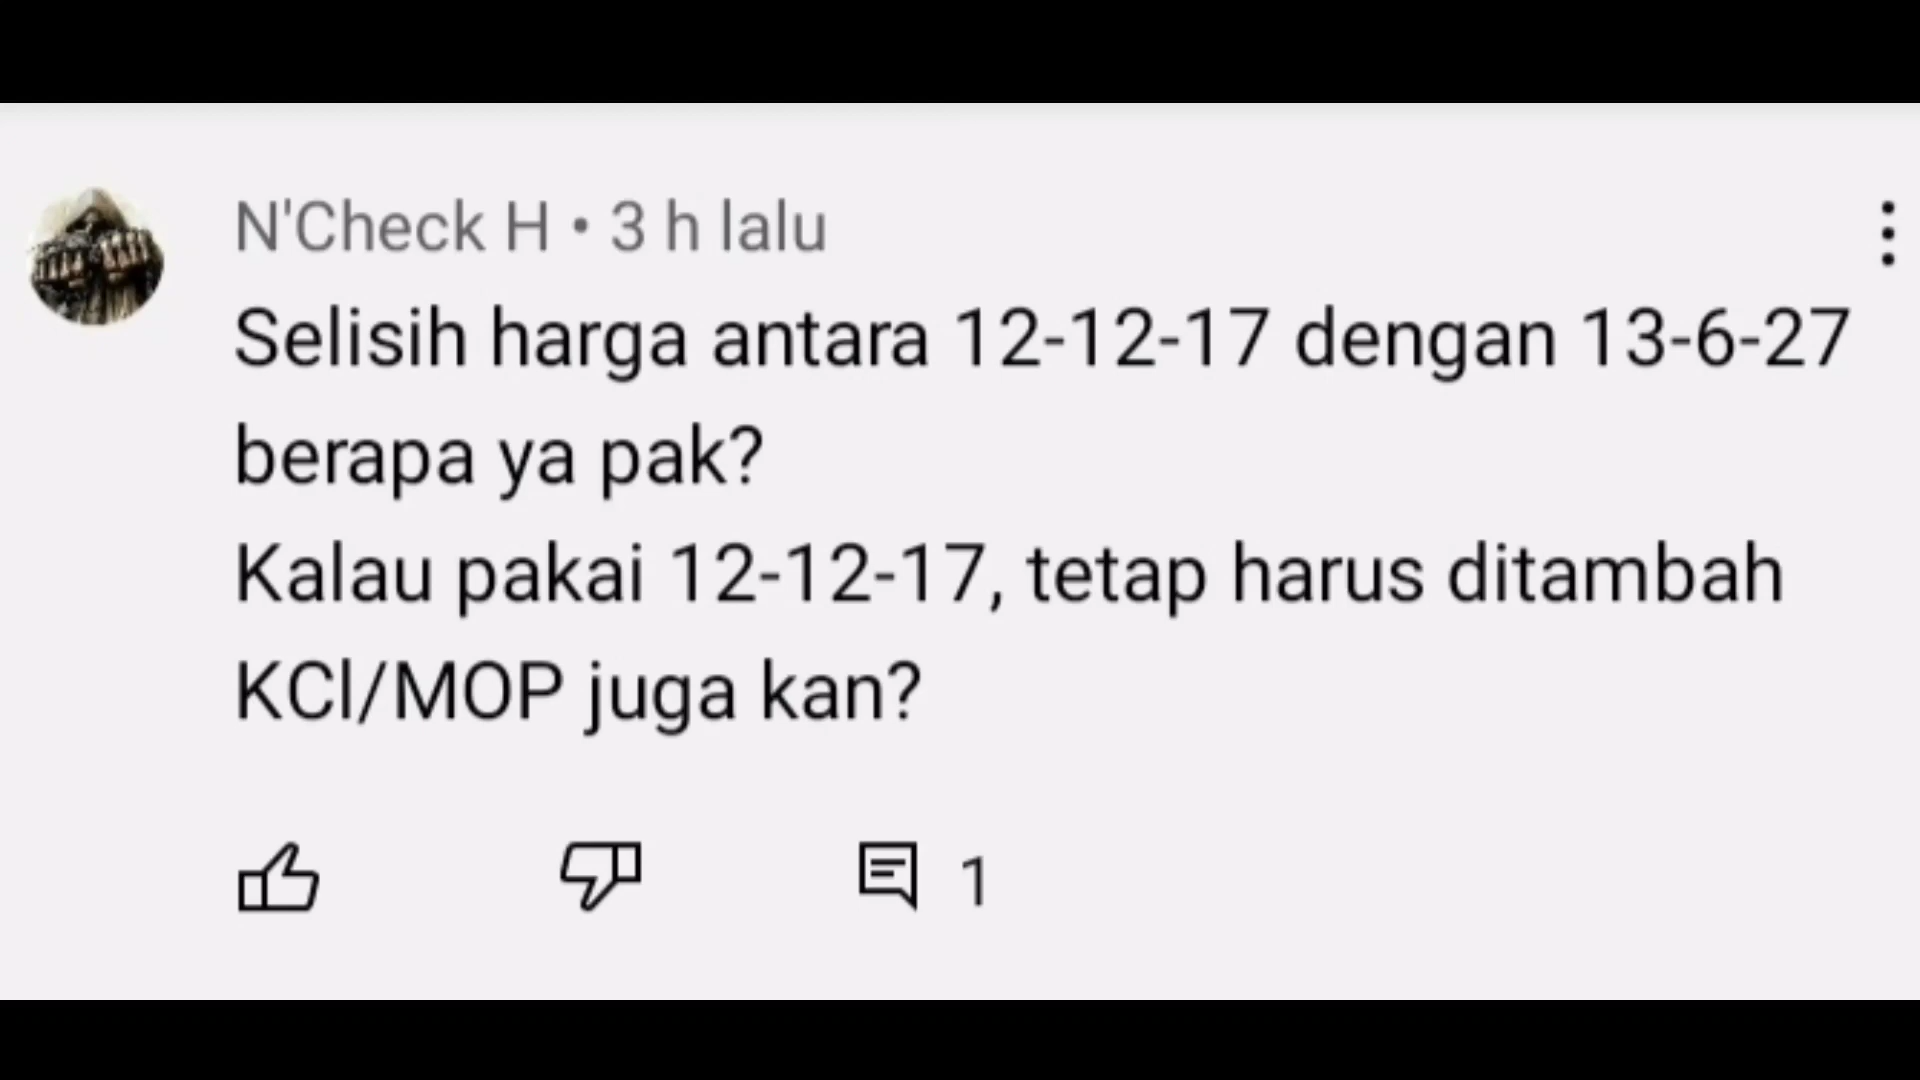 N'Check H • 3 h lalu
Selisih harga antara 12-12-17 dengan 13-6-27
berapa ya pak?
Kalau pakai 12-12-17, tetap harus ditambah
KCl/MOP juga kan?
1